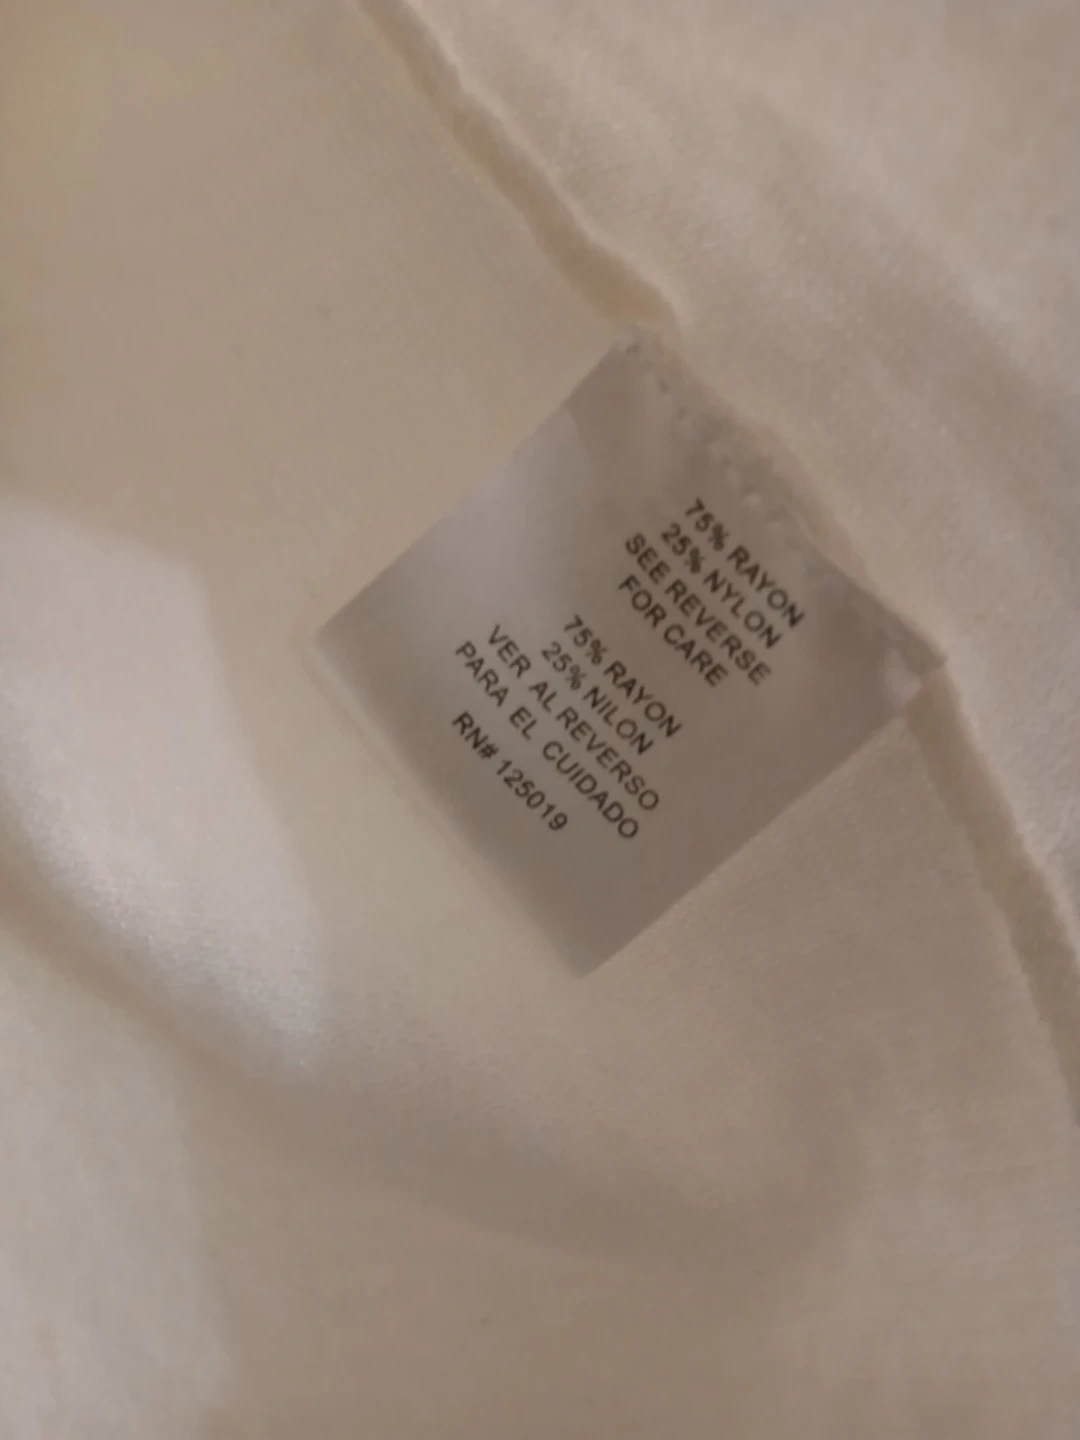 75% RAYON
25% NYLON
SEE REVERSE
FOR CARE
75% RAYON
25% NILON
VER AL REVERSO
PARA EL CUIDADO
RN# 125019